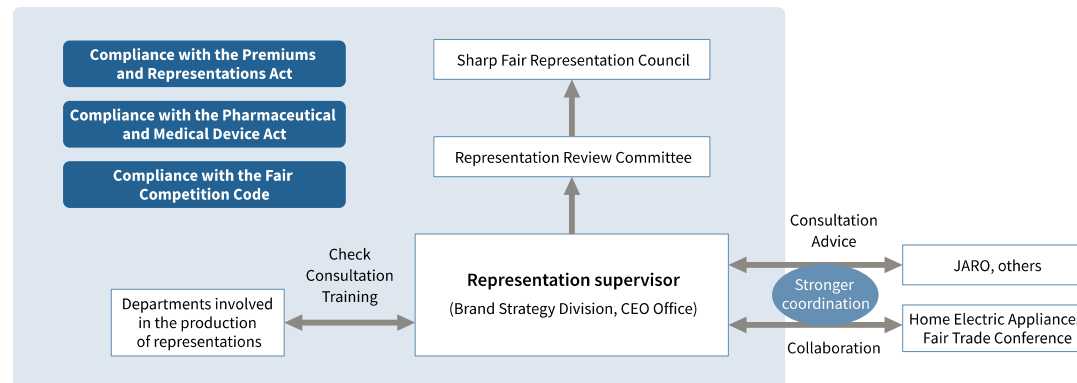 Compliance with the Premiums
and Representations Act
Compliance with the Pharmaceutical
and Medical Device Act
Compliance with the Fair
Competition Code
Sharp Fair Representation Council
Representation Review Committee
Representation supervisor
(Brand Strategy Division, CEO Office)
Check
Consultation
Training
Departments involved
in the production
of representations
Consultation
Advice
JARO, others
Stronger
coordination
Home Electric Appliances
Fair Trade Conference
Collaboration